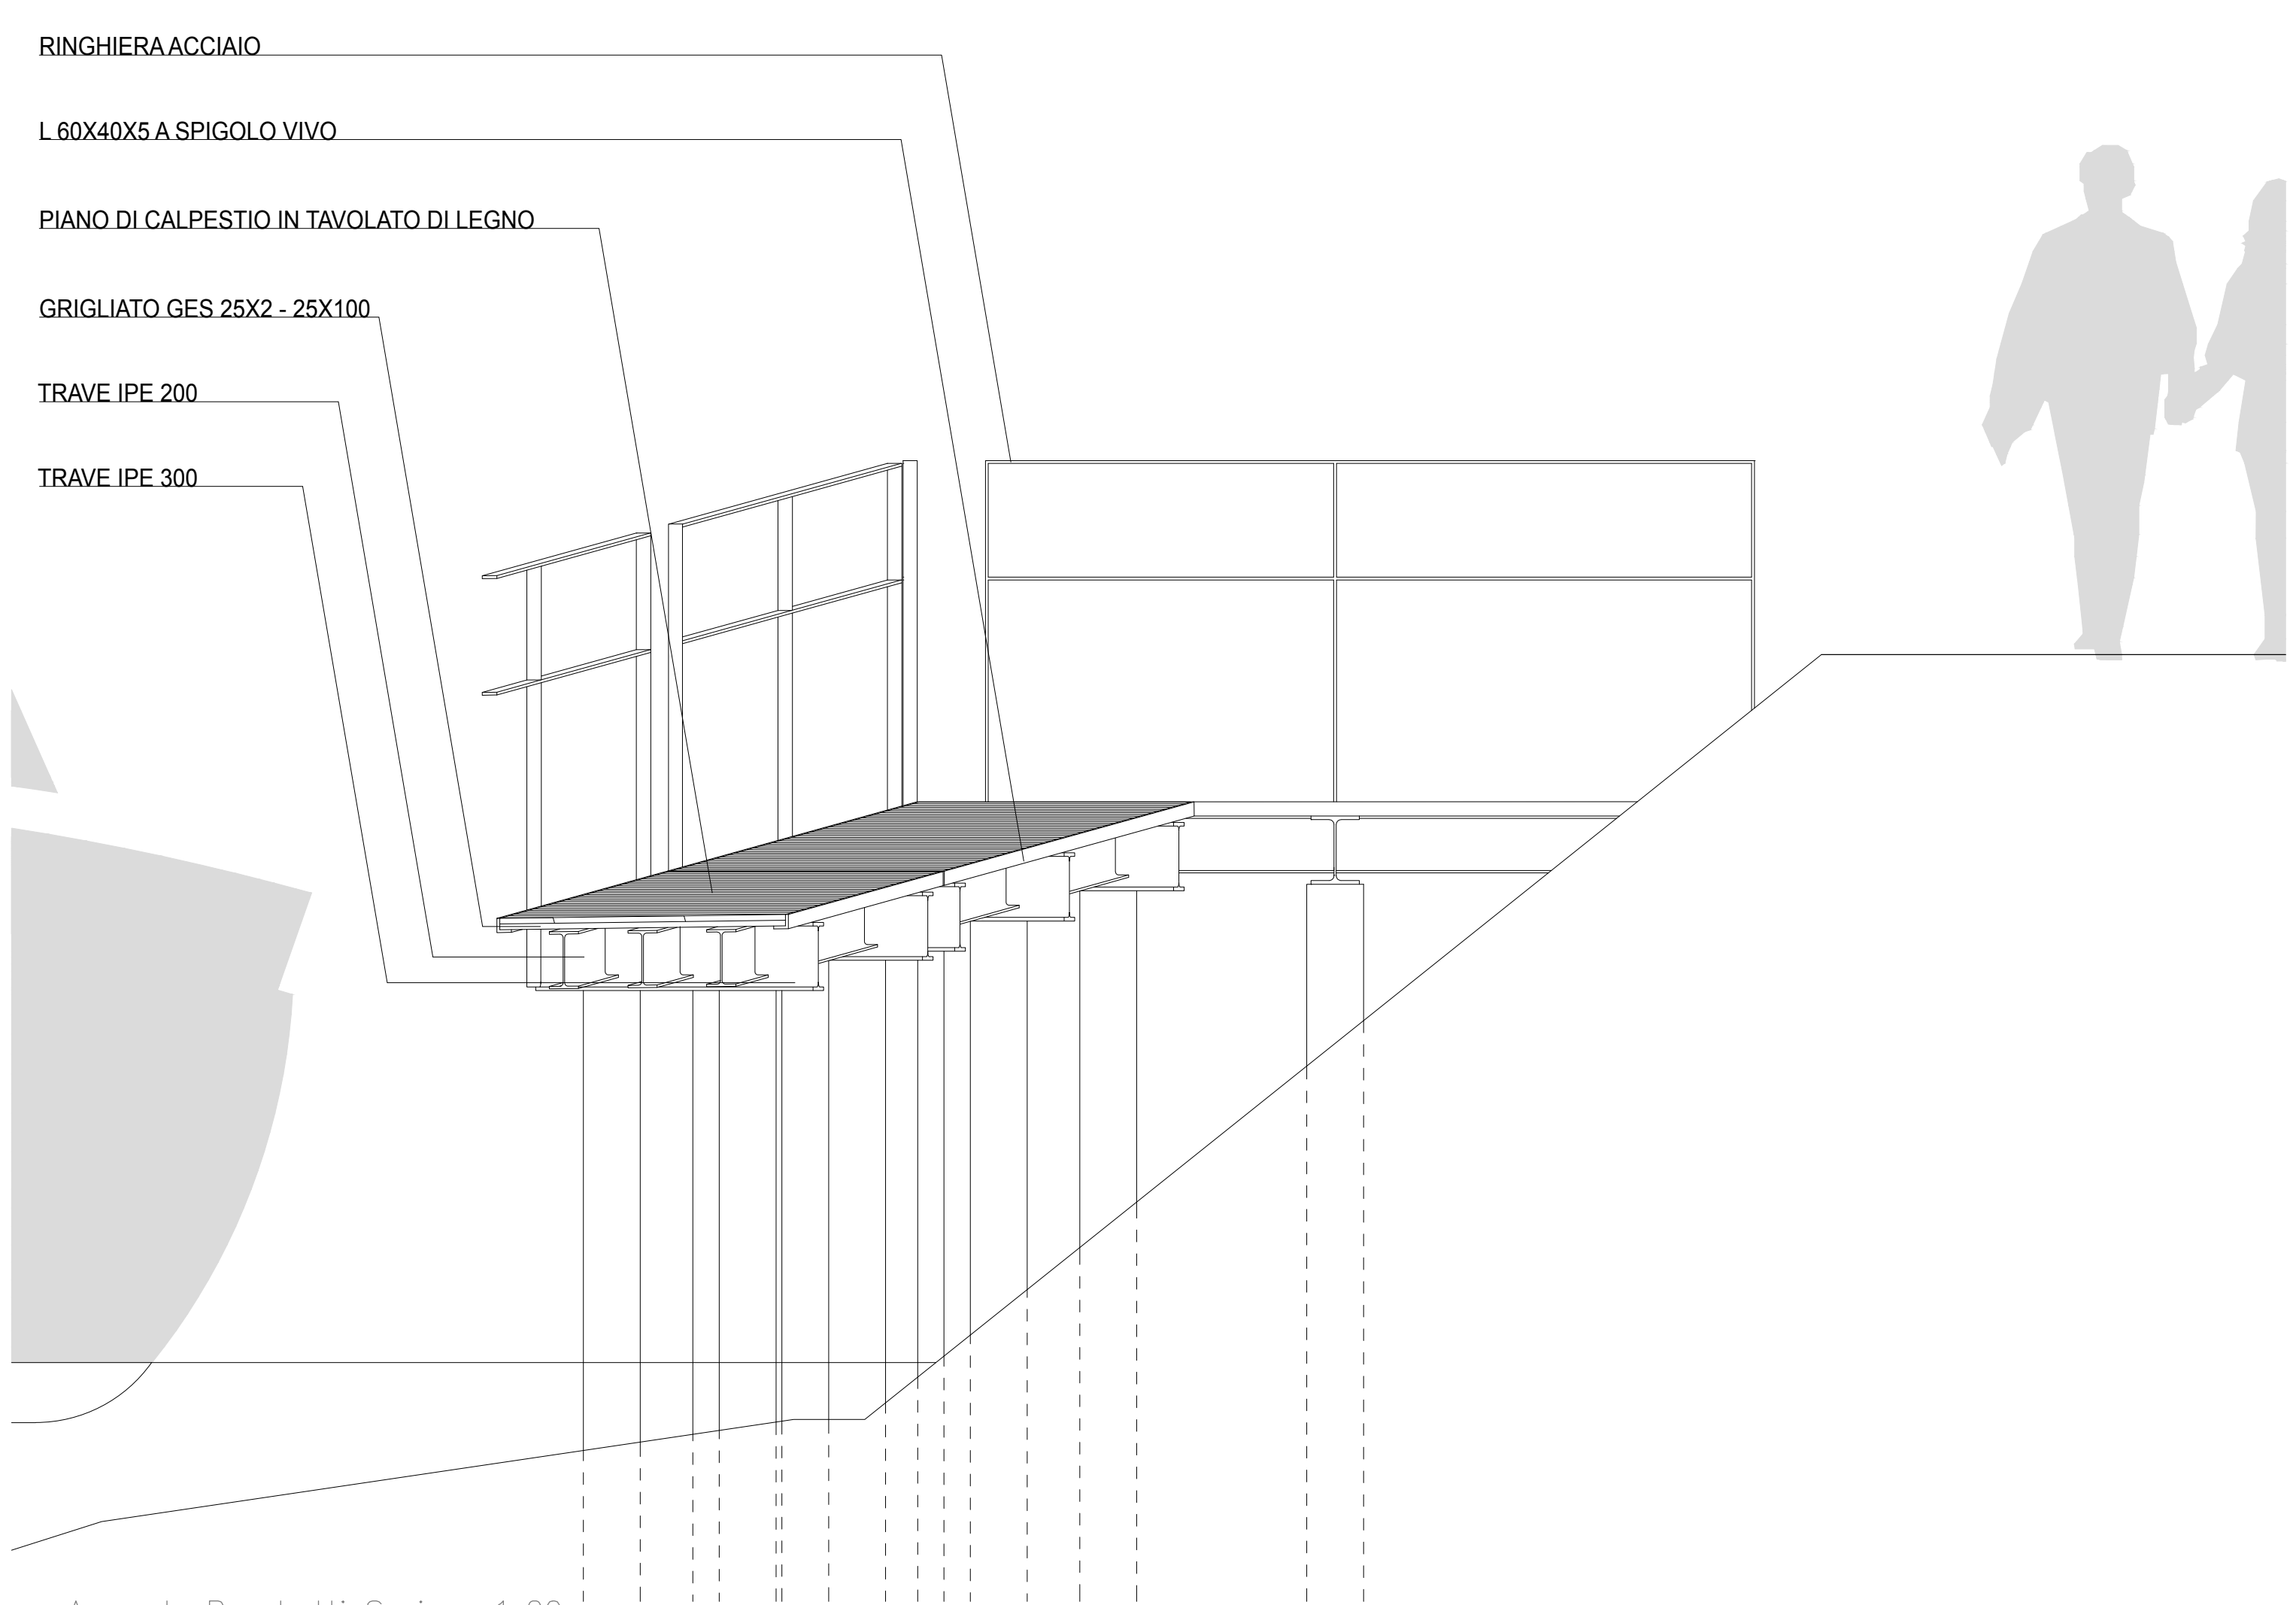 RINGHIERA ACCIAIO
L 60X40X5 A SPIGOLO VIVO
PIANO DI CALPESTIO IN TAVOLATO DI LEGNO
GRIGLIATO GES 25X2 - 25X100
TRAVE IPE 200
TRAVE IPE 300